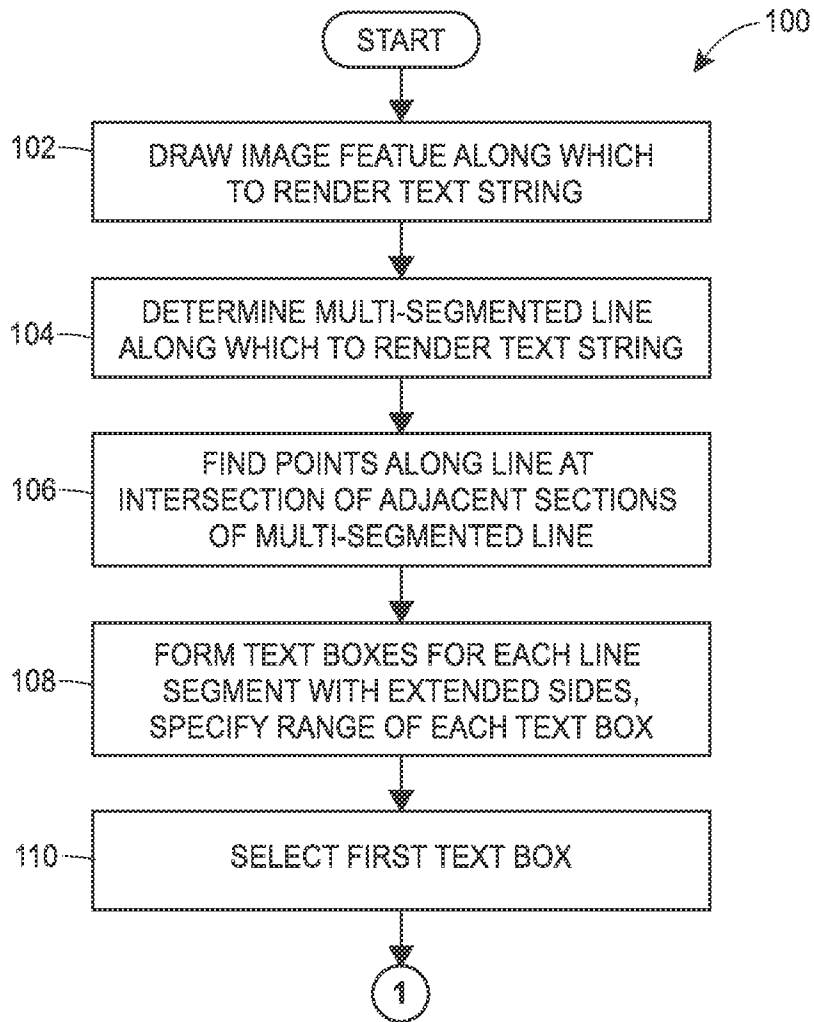 START
100
102
DRAW IMAGE FEATUE ALONG WHICH
TO RENDER TEXT STRING
104
DETERMINE MULTI-SEGMENTED LINE
ALONG WHICH TO RENDER TEXT STRING
106
FIND POINTS ALONG LINE AT
INTERSECTION OF ADJACENT SECTIONS
OF MULTI-SEGMENTED LINE
108
FORM TEXT BOXES FOR EACH LINE
SEGMENT WITH EXTENDED SIDES,
SPECIFY RANGE OF EACH TEXT BOX
110
SELECT FIRST TEXT BOX
1